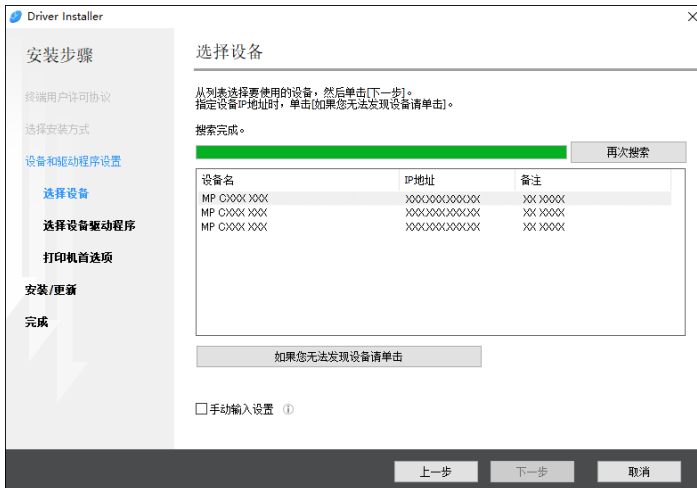 Driver Installer
安装步骤
终端用户许可协议
选择安装方式
设备和驱动程序设置
选择设备
选择设备驱动程序
打印机首选项
安装/更新
完成
选择设备
从列表选择要使用的设备，然后单击[下一步]。
指定设备IP地址时，单击[如果您无法发现设备请单击]。
搜索完成。
再次搜索
设备名 IP地址 备注
MP CXXX XXX XXX.XXX.XXX.XXX XX XXXX
MP CXXX XXX XXX.XXX.XXX.XXX XX XXXX
MP CXXX XXX XXX.XXX.XXX.XXX XX XXXX
如果您无法发现设备请单击
手动输入设置
上一步 下一步 取消